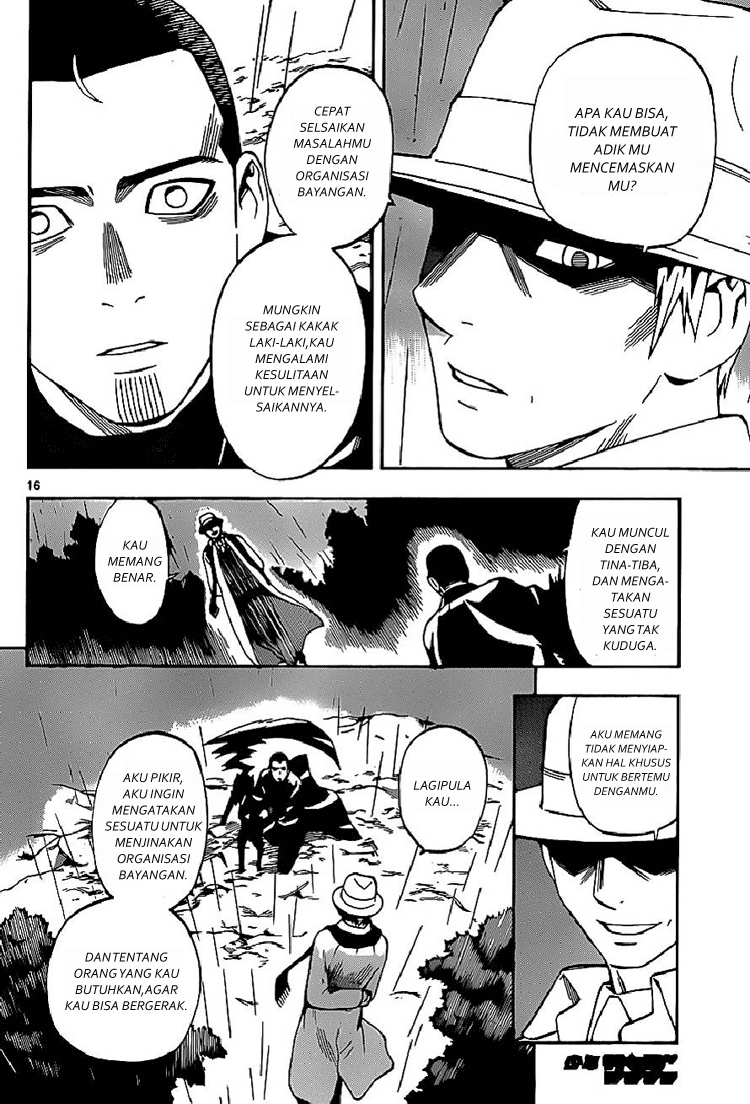 APA KAU BISA,
TIDAK MEMBUAT
ADIK MU
MENCEMASKAN
MU?
CEPAT
SELSAIKAN
MASALAHMU
DENGAN
ORGANISASI
BAYANGAN.
MUNGKIN
SEBAGAI KAKAK
LAKI-LAKI,KAU
MENGALAMI
KESULITAAN
UNTUK MENYEL-
SAIKANNYA.
16
KAU MUNCUL
DENGAN
TINA-TIBA,
DAN MENGA-
TAKAN
SESUATU
YANG TAK
KUDUGA.
KAU
MEMANG
BENAR.
AKU MEMANG
TIDAK MENYIAP-
KAN HAL KHUSUS
UNTUK BERTEMU
DENGANMU.
LAGIPULA
KAU...
AKU PIKIR,
AKU INGIN
MENGATAKAN
SESUATU UNTUK
MENJINAKAN
ORGANISASI
BAYANGAN.
DAN TENTANG
ORANG YANG KAU
BUTUHKAN,AGAR
KAU BISA BERGERAK.